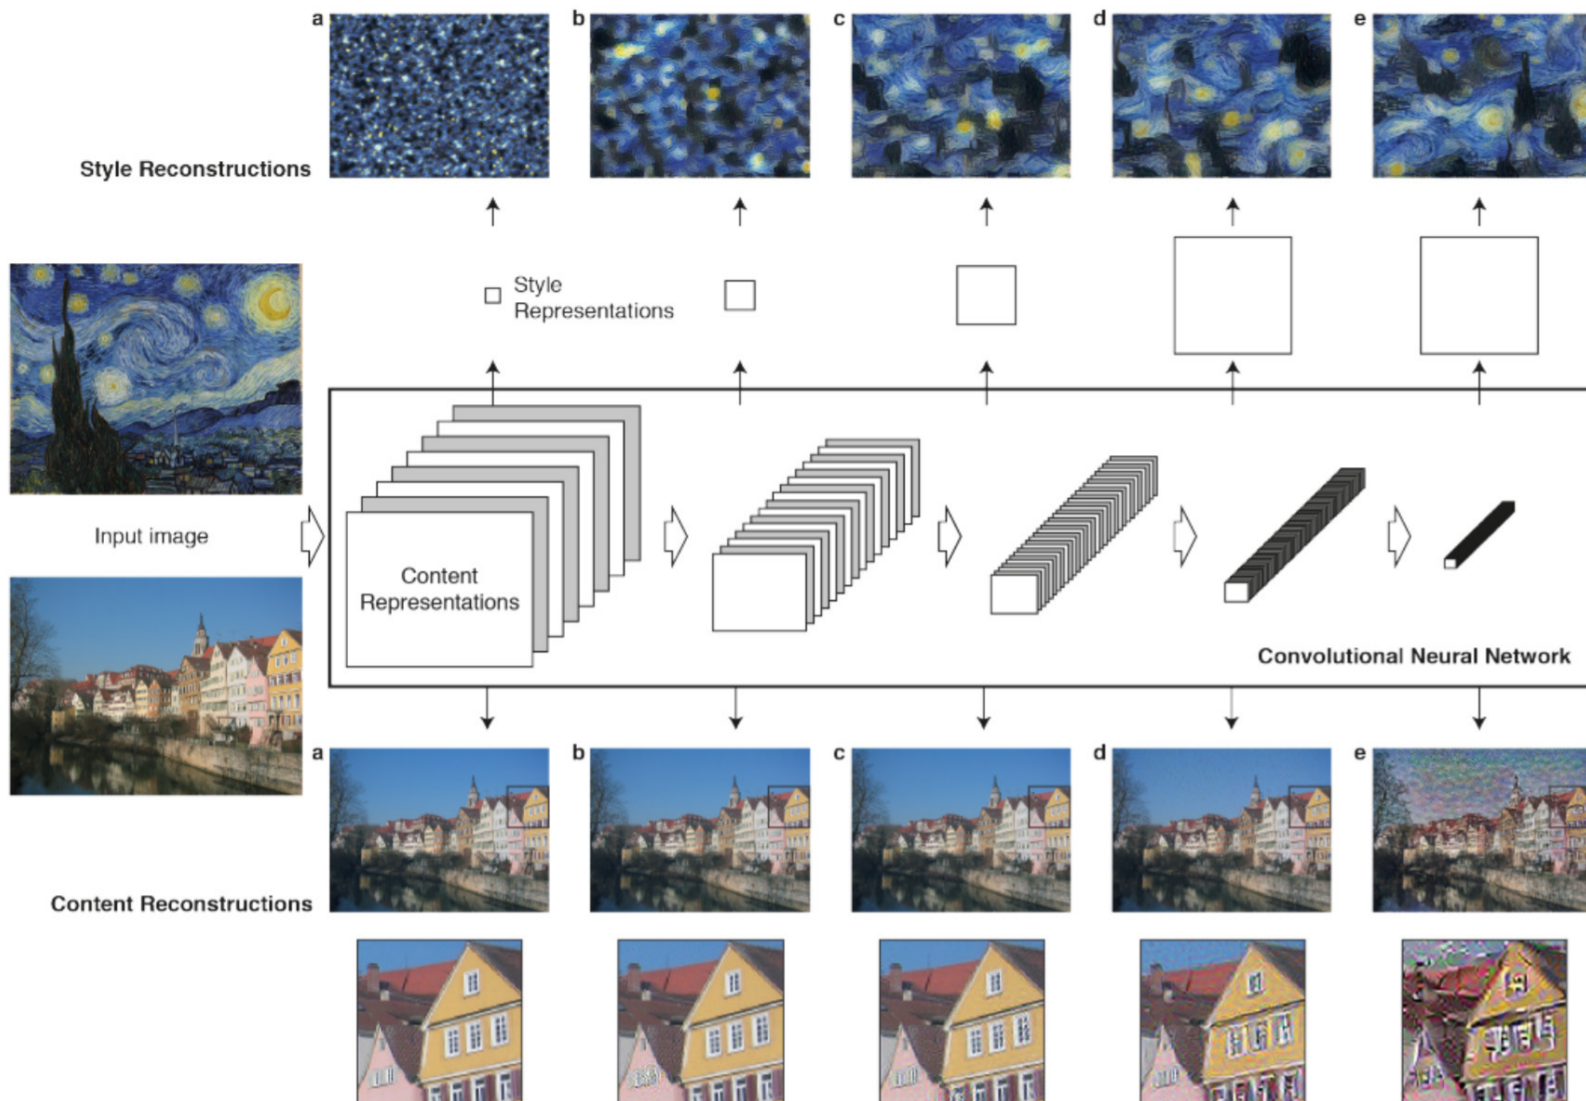 a
b
c
d
e
Style Reconstructions
Style
Representations
Input image
Content
Representations
Convolutional Neural Network
a
b
c
d
e
Content Reconstructions